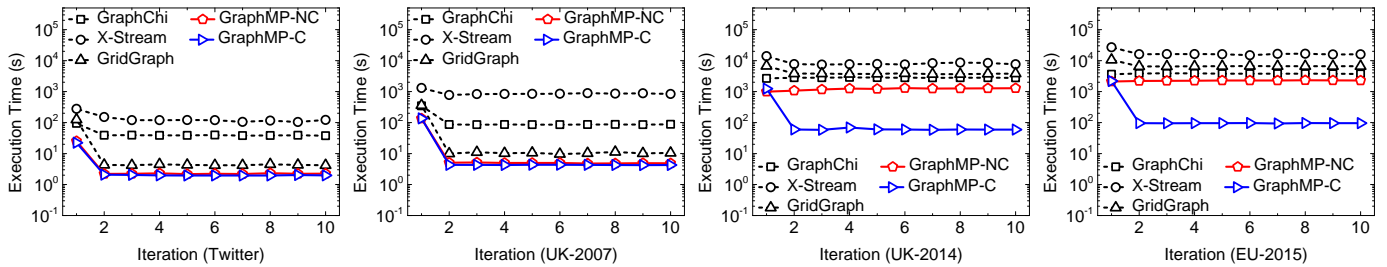 GraphChi GraphMP-NC
X-Stream GraphMP-C
GridGraph
Execution Time (s)
10^5
10^4
10^3
10^2
10^1
10^0
10^-1
2 4 6 8 10
Iteration (Twitter)
GraphChi GraphMP-NC
X-Stream GraphMP-C
GridGraph
Execution Time (s)
10^5
10^4
10^3
10^2
10^1
10^0
10^-1
2 4 6 8 10
Iteration (UK-2007)
Execution Time (s)
10^5
10^4
10^3
10^2
10^1
10^0
10^-1
GraphChi GraphMP-NC
X-Stream GraphMP-C
GridGraph
2 4 6 8 10
Iteration (UK-2014)
Execution Time (s)
10^5
10^4
10^3
10^2
10^1
10^0
10^-1
GraphChi GraphMP-NC
X-Stream GraphMP-C
GridGraph
2 4 6 8 10
Iteration (EU-2015)